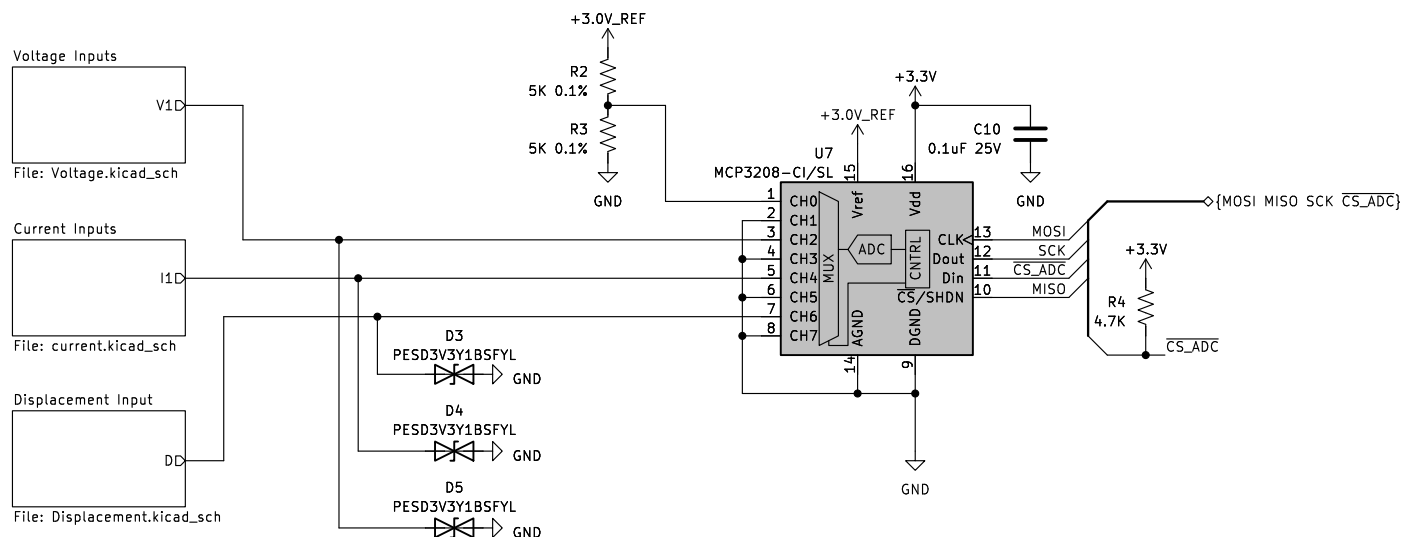 Voltage Inputs
V1
File: Voltage.kicad_sch
Current Inputs
I1
File: current.kicad_sch
Displacement Input
D
File: Displacement.kicad_sch
+3.0V_REF
R2
5K 0.1%
R3
5K 0.1%
GND
D3
PESD3V3Y1BSFYL
GND
D4
PESD3V3Y1BSFYL
GND
D5
PESD3V3Y1BSFYL
GND
+3.3V
+3.0V_REF
C10
0.1uF 25V
GND
U7
MCP3208-CI/SL
15
16
Vref
Vdd
1 CH0
2 CH1
3 CH2
4 CH3
5 CH4
6 CH5
7 CH6
8 CH7
MUX
ADC
CNTRL
CLK 13 MOSI
Dout 12 SCK
Din 11 CS_ADC
CS/SHDN 10 MISO
AGND
DGND
14
9
GND
{MOSI MISO SCK CS_ADC}
+3.3V
R4
4.7K
CS_ADC